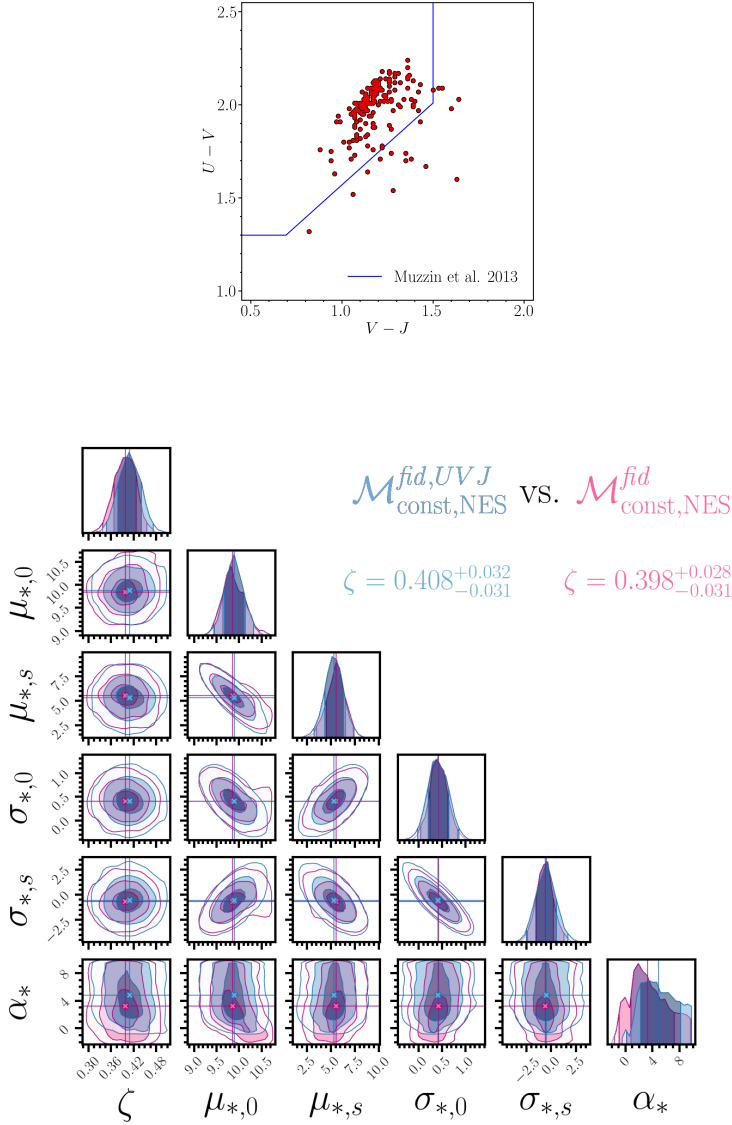 2.5
2.0
1.5
1.0
U − V
0.5 1.0 1.5 2.0
V − J
Muzzin et al. 2013
𝓜^{fid,UVJ}_{const,NES} vs. 𝓜^{fid}_{const,NES}
ζ = 0.408^{+0.032}_{−0.031} ζ = 0.398^{+0.028}_{−0.031}
μ_{*,0}
10.5
10.0
9.5
9.0
μ_{*,s}
7.5
5.0
2.5
σ_{*,0}
1.0
0.5
0.0
σ_{*,s}
2.5
0.0
−2.5
α_*
8
4
0
0.30 0.36 0.42 0.48 9.0 9.5 10.0 10.5 2.5 5.0 7.5 10.0 0.0 0.5 1.0 −2.5 0.0 2.5 0 4 8
ζ μ_{*,0} μ_{*,s} σ_{*,0} σ_{*,s} α_*